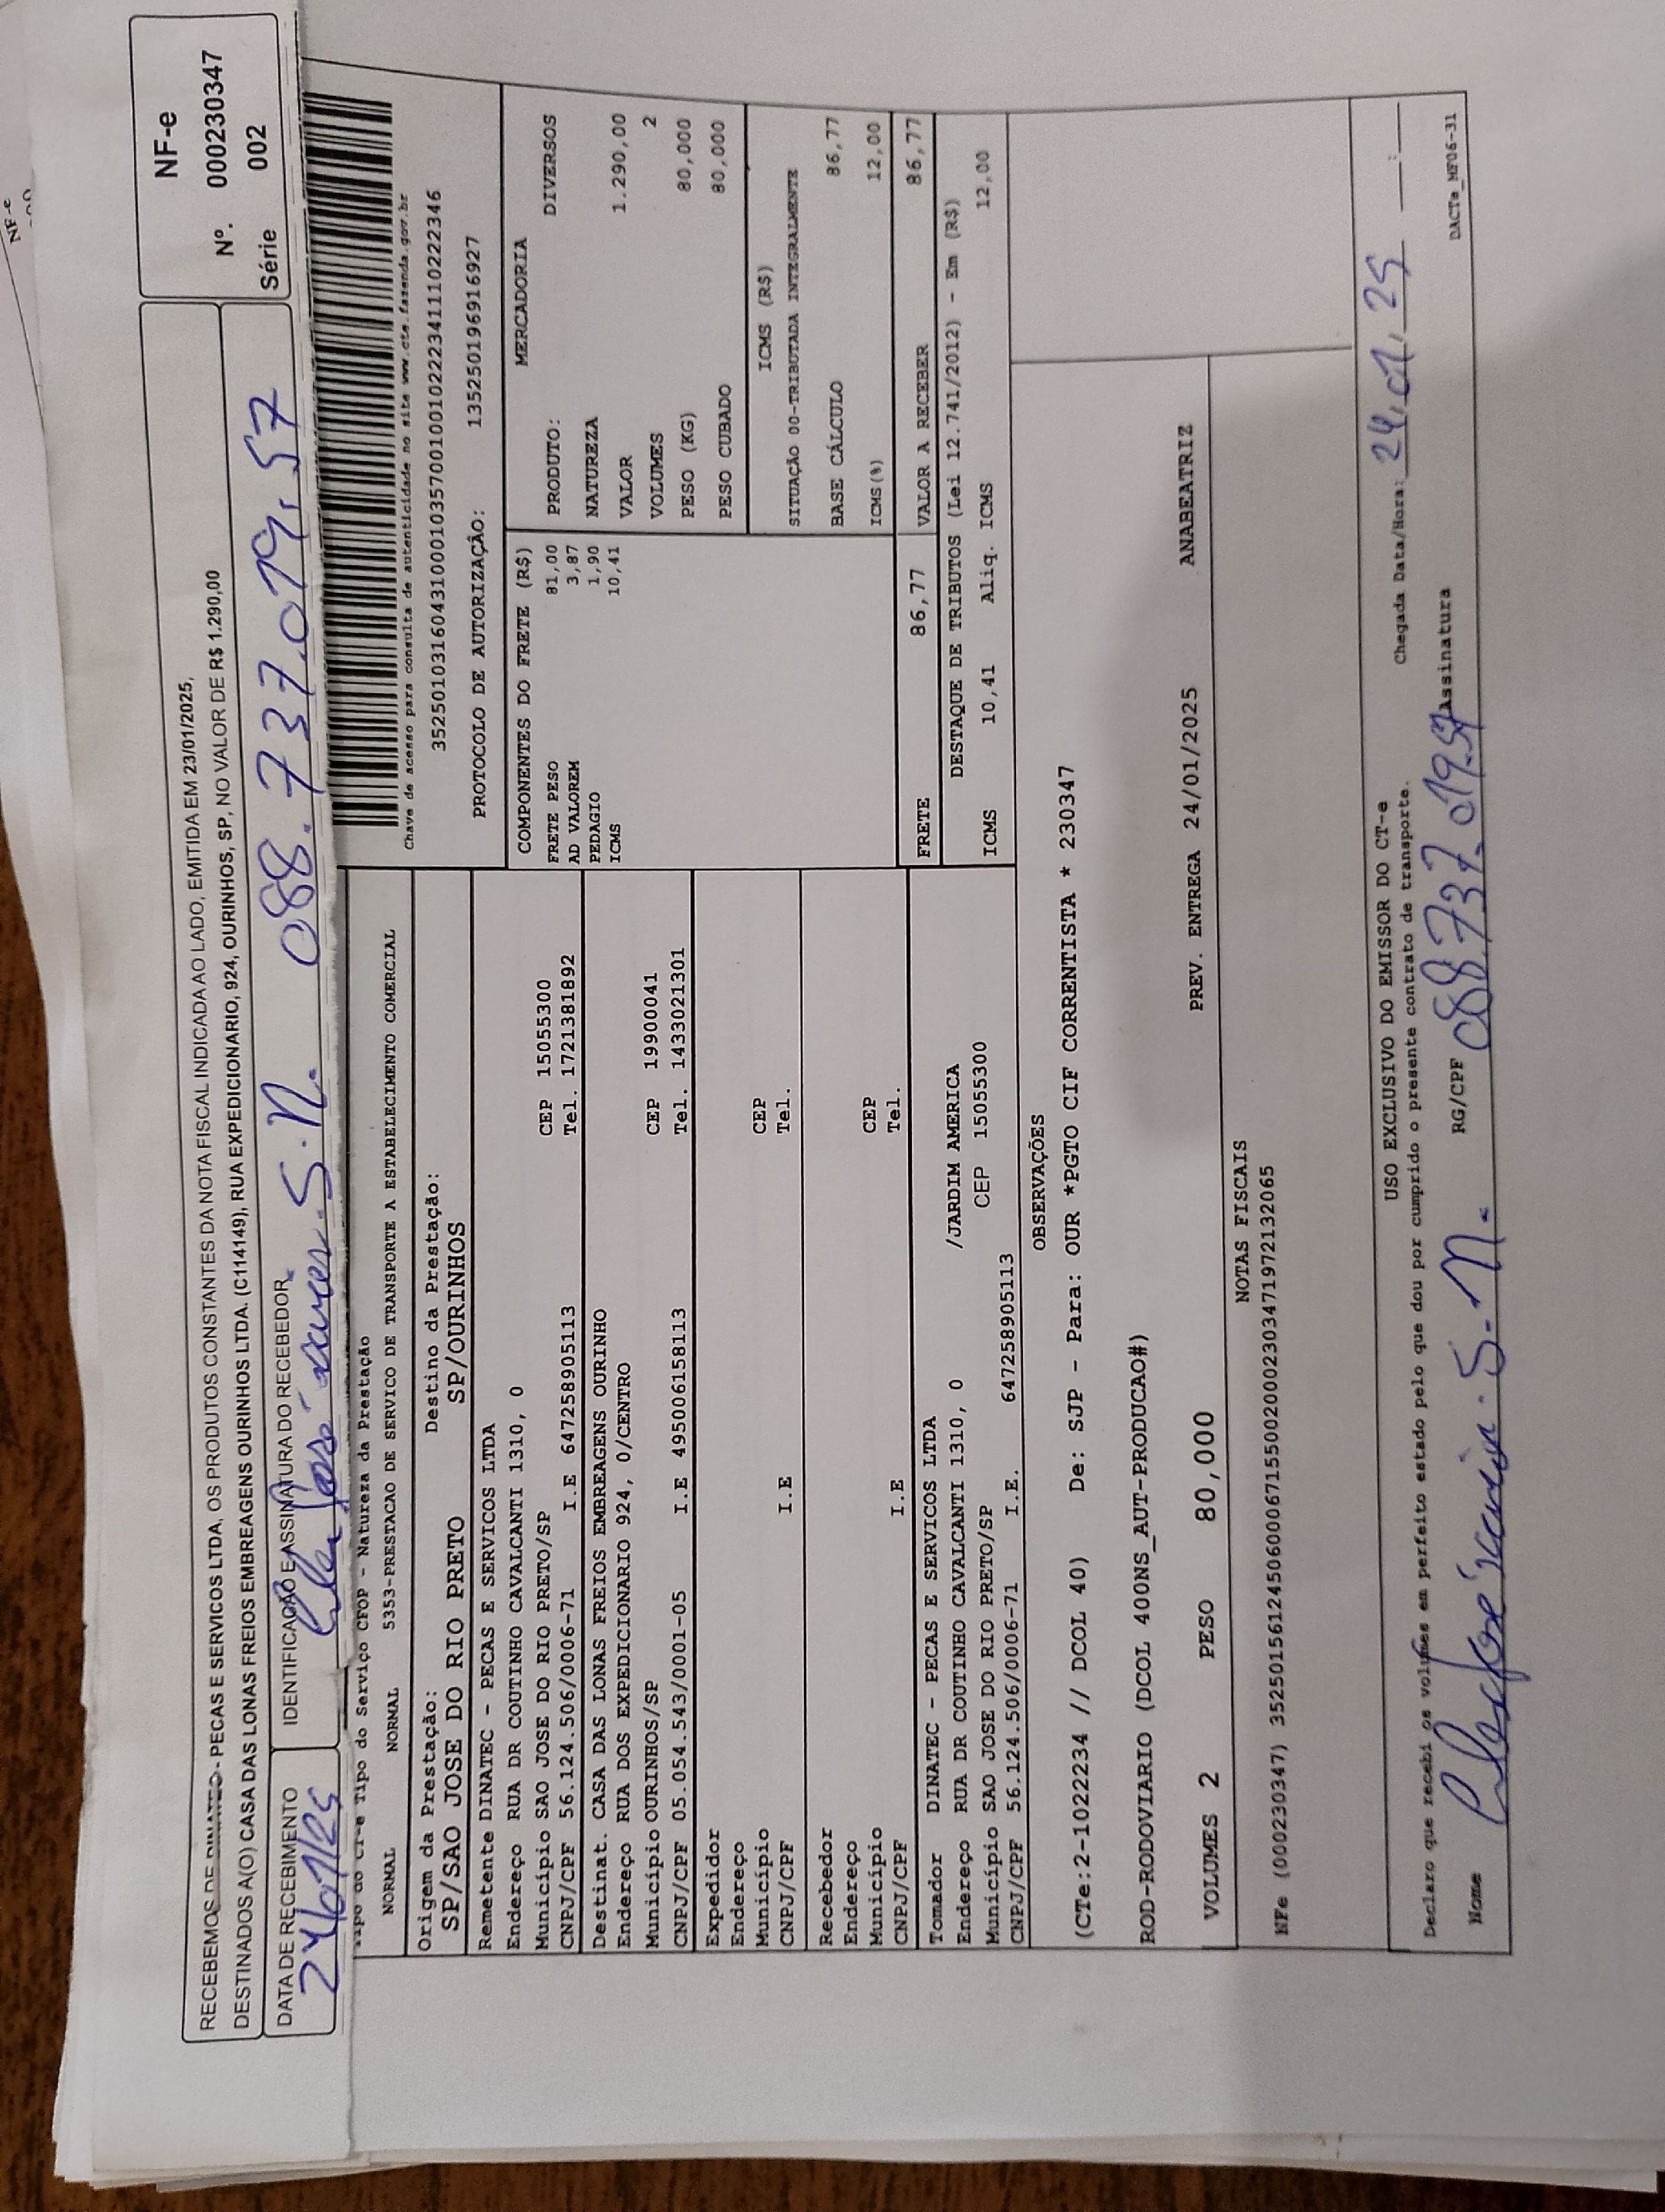 NF-e
RECEBEMOS DE DINATEC - PECAS E SERVICOS LTDA, OS PRODUTOS CONSTANTES DA NOTA FISCAL INDICADA AO LADO, EMITIDA EM 23/01/2025,
DESTINADOS A(O) CASA DAS LONAS FREIOS EMBREAGENS OURINHOS LTDA. (C114149), RUA EXPEDICIONARIO, 924, OURINHOS, SP, NO VALOR DE R$ 1.290,00
NF-e
Nº. 000230347
Série 002
DATA DE RECEBIMENTO IDENTIFICAÇÃO E ASSINATURA DO RECEBEDOR
24/01/25 José S. N. 088.737.019.57
Tipo do CT-e Tipo do Serviço CFOP - Natureza da Prestação
NORMAL NORMAL 5353-PRESTACAO DE SERVICO DE TRANSPORTE A ESTABELECIMENTO COMERCIAL
Chave de acesso para consulta de autenticidade no site www.cte.fazenda.gov.br
35250103160431000103570010010222341110222346
PROTOCOLO DE AUTORIZAÇÃO: 135250196916927
Origem da Prestação: Destino da Prestação:
SP/SAO JOSE DO RIO PRETO SP/OURINHOS
Remetente DINATEC - PECAS E SERVICOS LTDA
Endereço RUA DR COUTINHO CAVALCANTI 1310, 0
Município SAO JOSE DO RIO PRETO/SP CEP 15055300
CNPJ/CPF 56.124.506/0006-71 I.E 647258905113 Tel. 1721381892
Destinat. CASA DAS LONAS FREIOS EMBREAGENS OURINHO
Endereço RUA DOS EXPEDICIONARIO 924, 0/CENTRO
Município OURINHOS/SP CEP 19900041
CNPJ/CPF 05.054.543/0001-05 I.E 495006158113 Tel. 1433021301
Expedidor
Endereço
Município CEP
CNPJ/CPF I.E Tel.
Recebedor
Endereço
Município CEP
CNPJ/CPF I.E Tel.
Tomador DINATEC - PECAS E SERVICOS LTDA
Endereço RUA DR COUTINHO CAVALCANTI 1310, 0 /JARDIM AMERICA
Município SAO JOSE DO RIO PRETO/SP CEP 15055300
CNPJ/CPF 56.124.506/0006-71 I.E. 647258905113
COMPONENTES DO FRETE (R$)
FRETE PESO 81,00
AD VALOREM 3,87
PEDAGIO 1,90
ICMS 10,41
MERCADORIA
PRODUTO: DIVERSOS
NATUREZA
VALOR 1.290,00
VOLUMES 2
PESO (KG) 80,000
PESO CUBADO 80,000
ICMS (R$)
SITUAÇÃO 00-TRIBUTADA INTEGRALMENTE
BASE CÁLCULO 86,77
ICMS(%) 12,00
FRETE 86,77 VALOR A RECEBER 86,77
DESTAQUE DE TRIBUTOS (Lei 12.741/2012) - Em (R$)
ICMS 10,41 Aliq. ICMS 12,00
OBSERVAÇÕES
(CTe:2-1022234 // DCOL 40) De: SJP - Para: OUR *PGTO CIF CORRENTISTA * 230347
ROD-RODOVIARIO (DCOL 400NS_AUT-PRODUCAO#)
PREV. ENTREGA 24/01/2025 ANABEATRIZ
VOLUMES 2 PESO 80,000
NOTAS FISCAIS
NFe (000230347) 35250156124506000671550020002303471972132065
USO EXCLUSIVO DO EMISSOR DO CT-e
Declaro que recebi os volumes em perfeito estado pelo que dou por cumprido o presente contrato de transporte.
Chegada Data/Hora: 24/01/25 ___:___
Nome José S. N. RG/CPF 088.737.019.57 Assinatura
DACTe_MF06-31